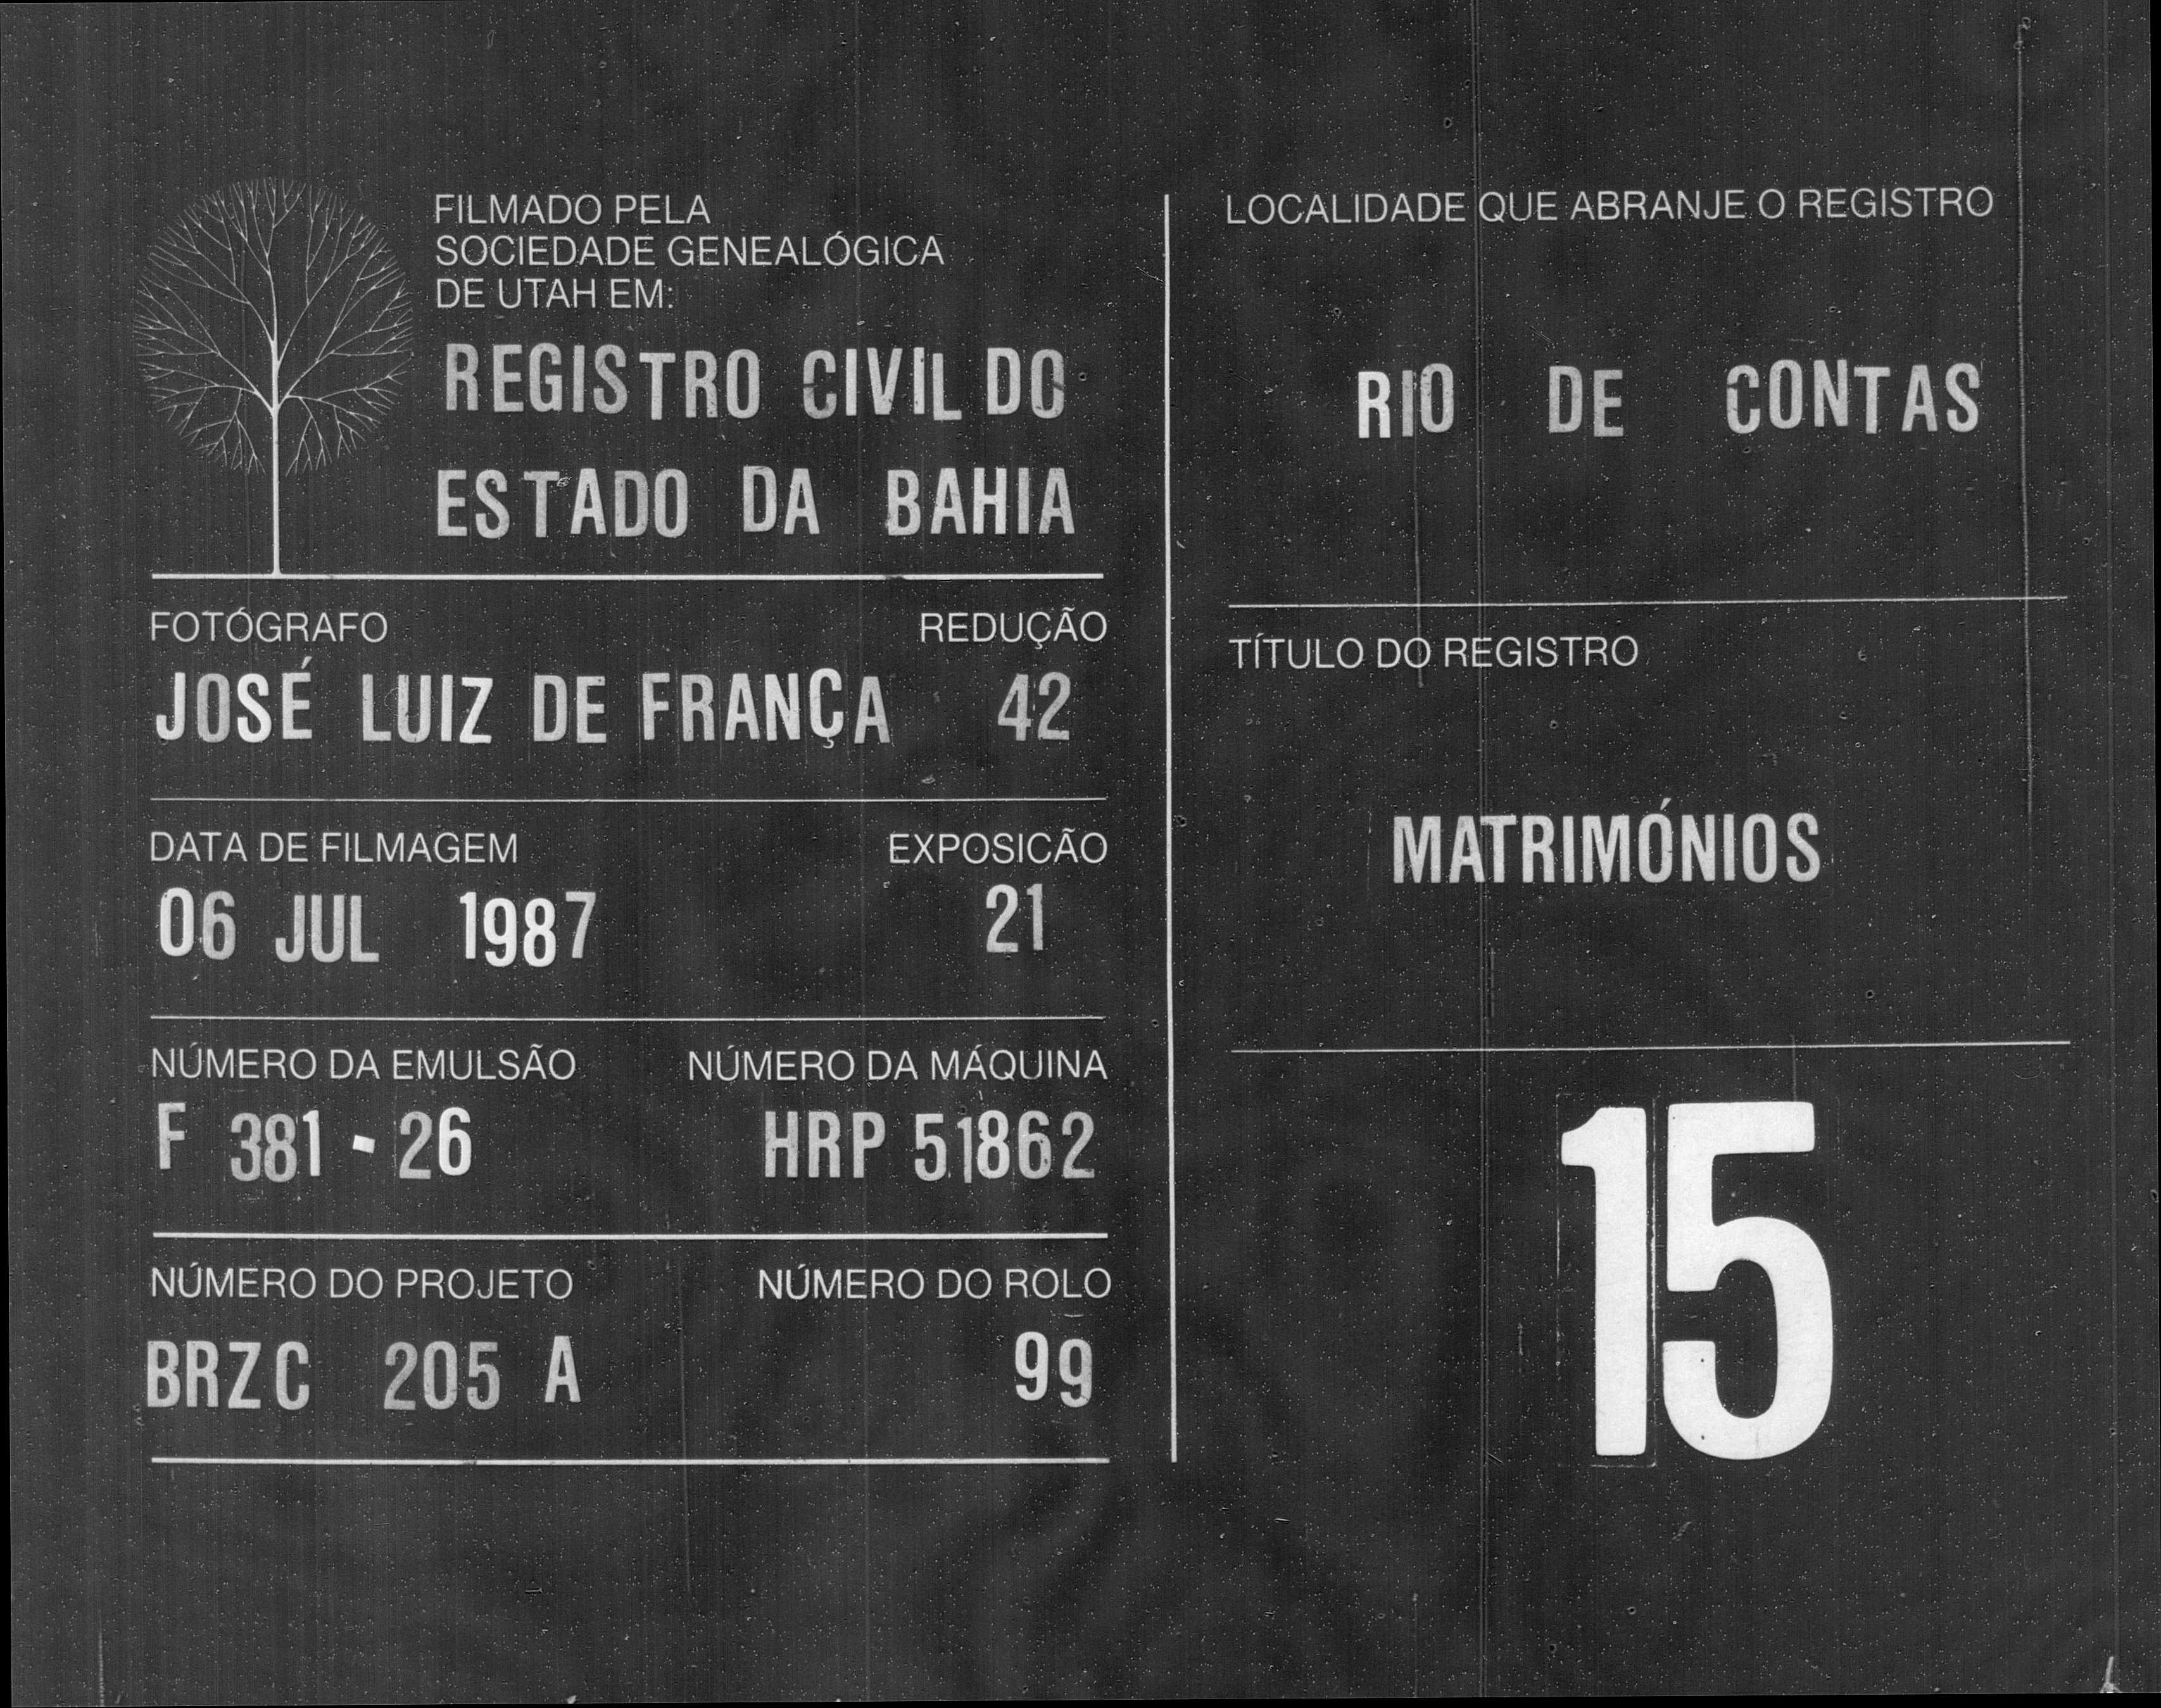 FILMADO PELA
SOCIEDADE GENEALÓGICA
DE UTAH EM:
REGISTRO CIVIL DO
ESTADO DA BAHIA
FOTÓGRAFO REDUÇÃO
JOSÉ LUIZ DE FRANÇA 42
DATA DE FILMAGEM EXPOSICÃO
06 JUL 1987 21
NÚMERO DA EMULSÃO NÚMERO DA MÁQUINA
F 381 - 26 HRP 51862
NÚMERO DO PROJETO NÚMERO DO ROLO
BRZC 205 A 99
LOCALIDADE QUE ABRANJE O REGISTRO
RIO DE CONTAS
TÍTULO DO REGISTRO
MATRIMÓNIOS
15